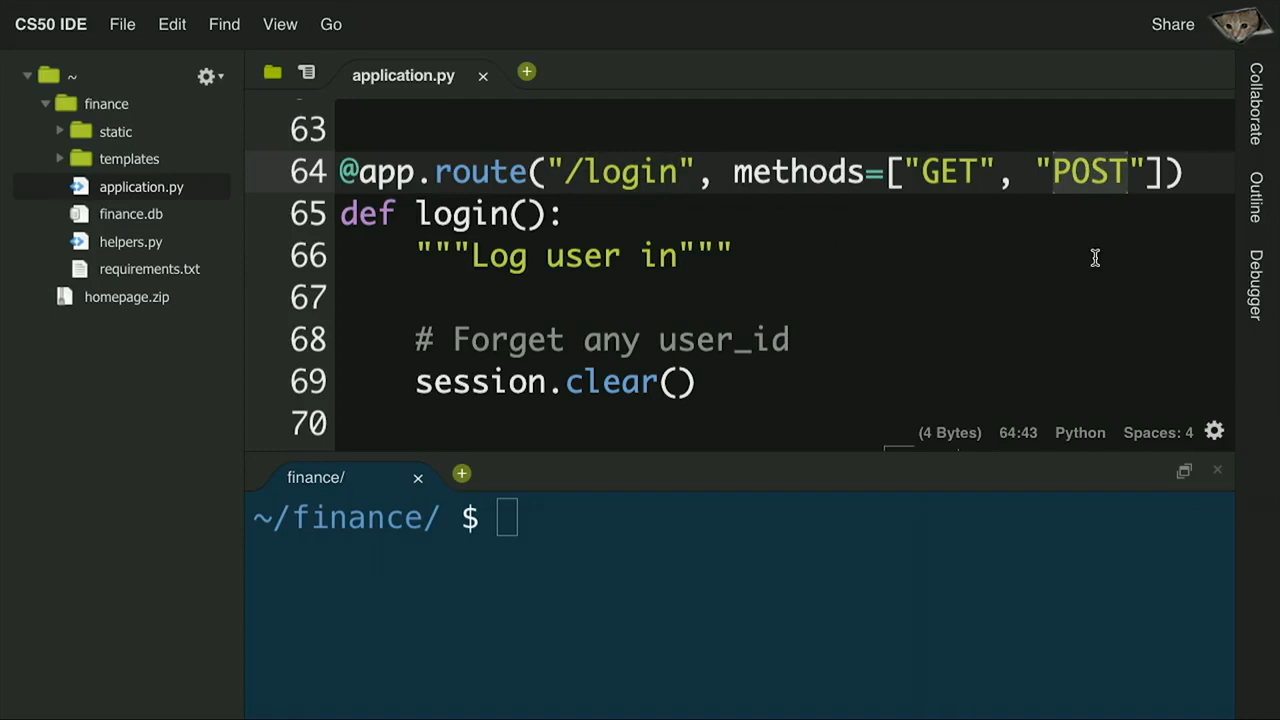 CS50 IDE File Edit Find View Go Share
~
finance
static
templates
application.py
finance.db
helpers.py
requirements.txt
homepage.zip
application.py
63
64 @app.route("/login", methods=["GET", "POST"])
65 def login():
66     """Log user in"""
67
68     # Forget any user_id
69     session.clear()
70
(4 Bytes) 64:43 Python Spaces: 4
finance/
~/finance/ $
Collaborate
Outline
Debugger